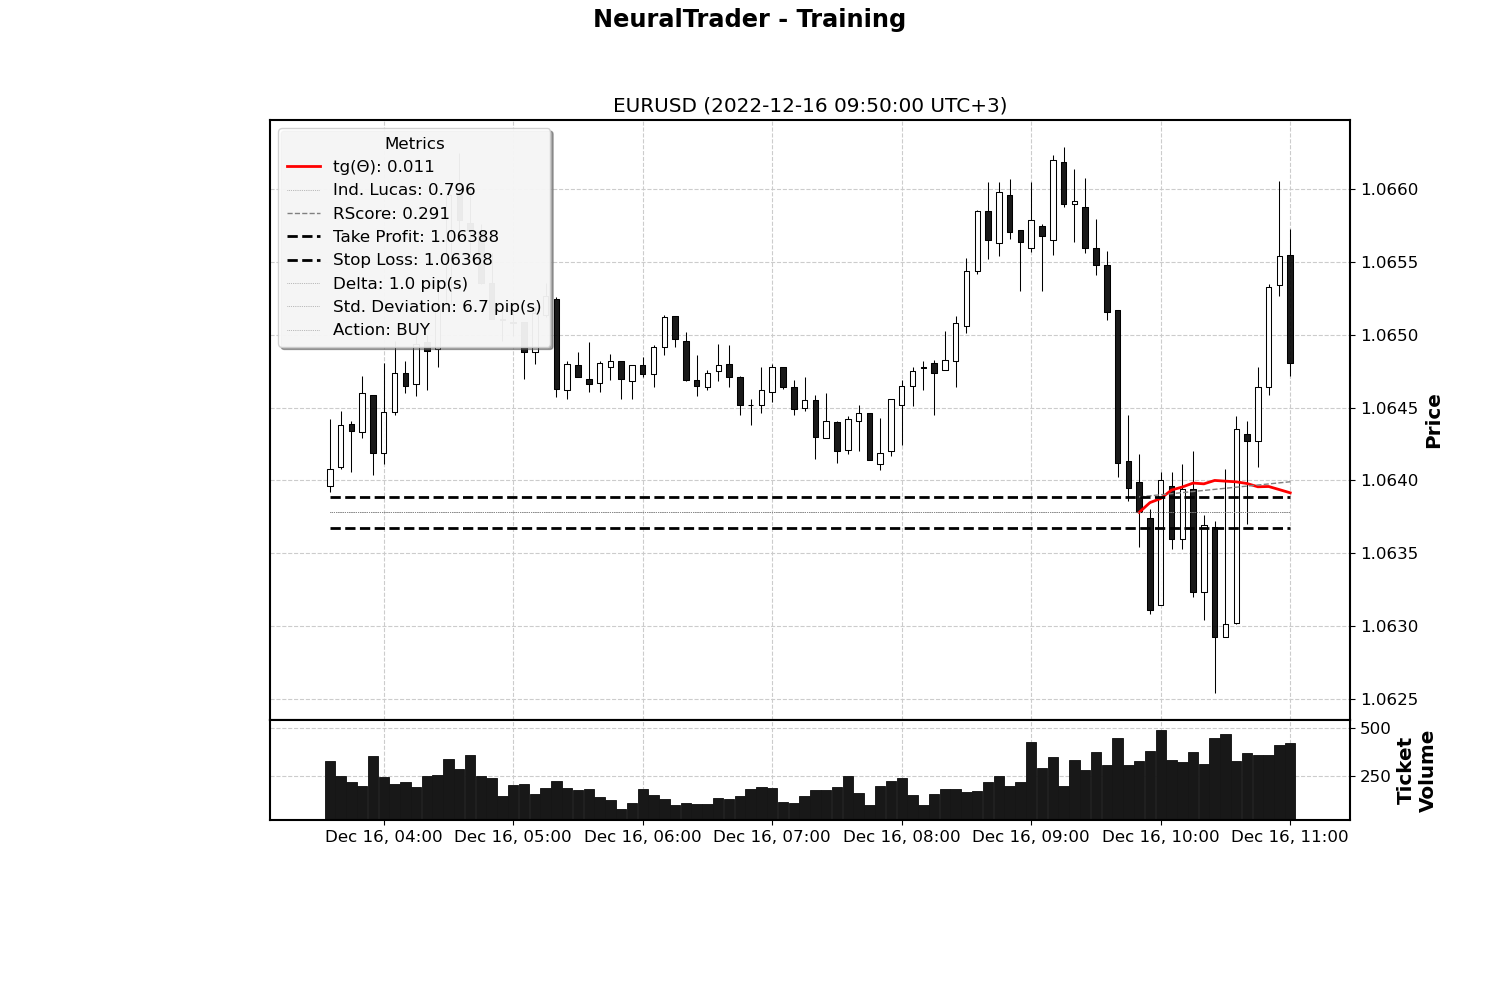 NeuralTrader - Training
EURUSD (2022-12-16 09:50:00 UTC+3)
Metrics
tg(Θ): 0.011
Ind. Lucas: 0.796
RScore: 0.291
Take Profit: 1.06388
Stop Loss: 1.06368
Delta: 1.0 pip(s)
Std. Deviation: 6.7 pip(s)
Action: BUY
1.0660
1.0655
1.0650
1.0645
1.0640
1.0635
1.0630
1.0625
Price
500
250
Ticket
Volume
Dec 16, 04:00 Dec 16, 05:00 Dec 16, 06:00 Dec 16, 07:00 Dec 16, 08:00 Dec 16, 09:00 Dec 16, 10:00 Dec 16, 11:00